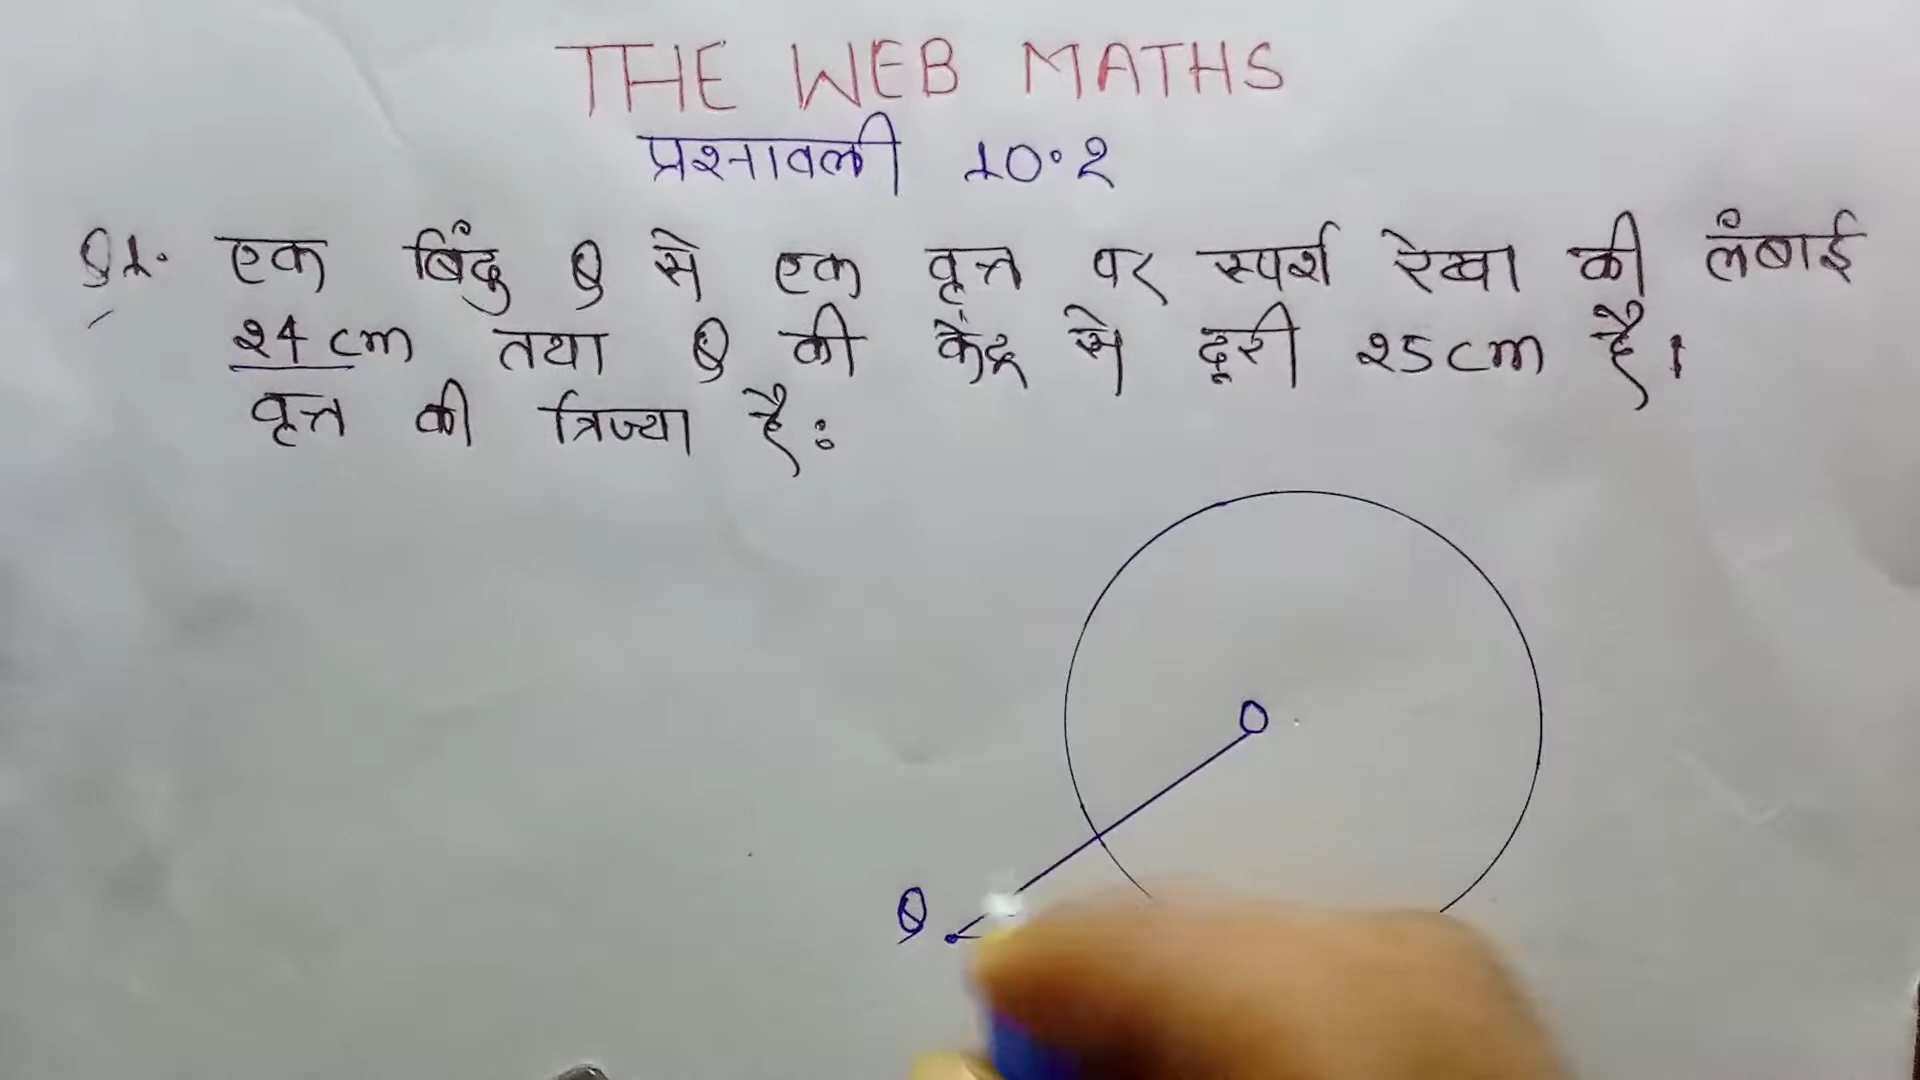 THE WEB MATHS
प्रश्नावली 10.2
Q1. एक बिंदु Q से एक वृत्त पर स्पर्श रेखा की लंबाई
24 cm तथा Q की केंद्र से दूरी 25 cm है।
वृत्त की त्रिज्या है:
O
Q